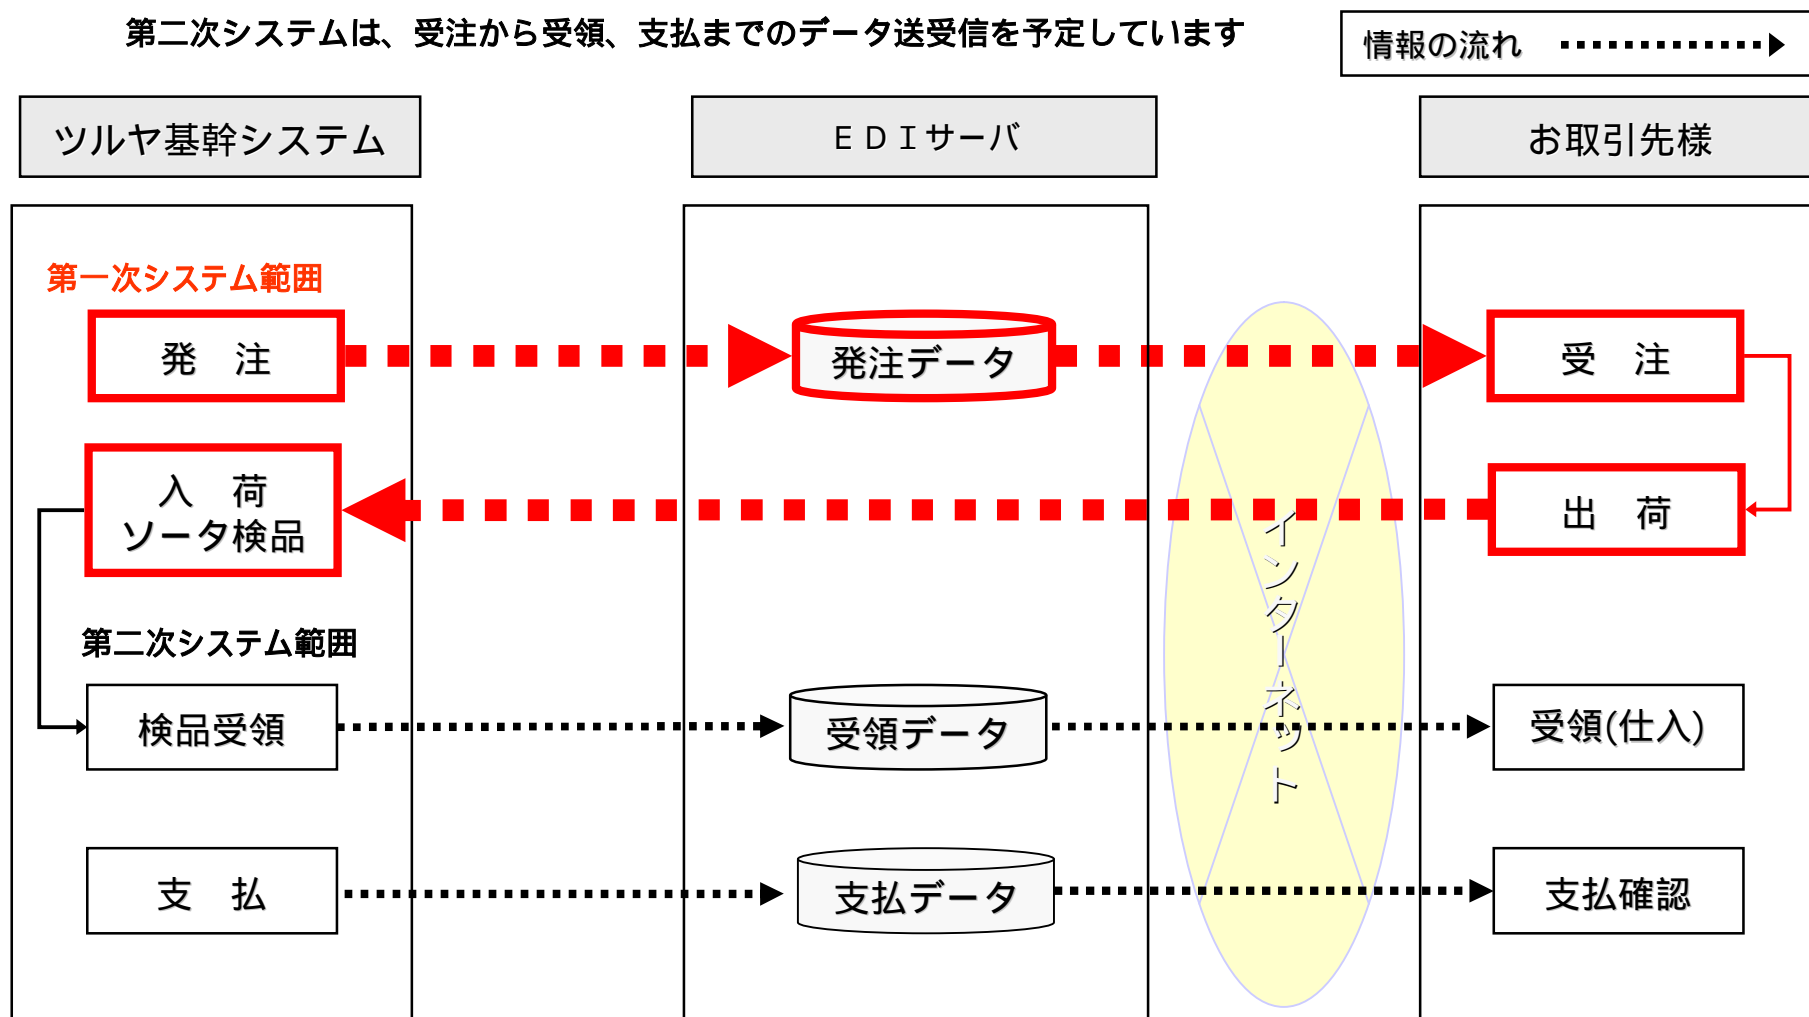 第二次システムは、受注から受領、支払までのデータ送受信を予定しています
情報の流れ
ツルヤ基幹システム
ＥＤＩサーバ
お取引先様
第一次システム範囲
発　注
発注データ
受　注
入　荷
ソータ検品
出　荷
インターネット
第二次システム範囲
検品受領
受領データ
受領(仕入)
支　払
支払データ
支払確認